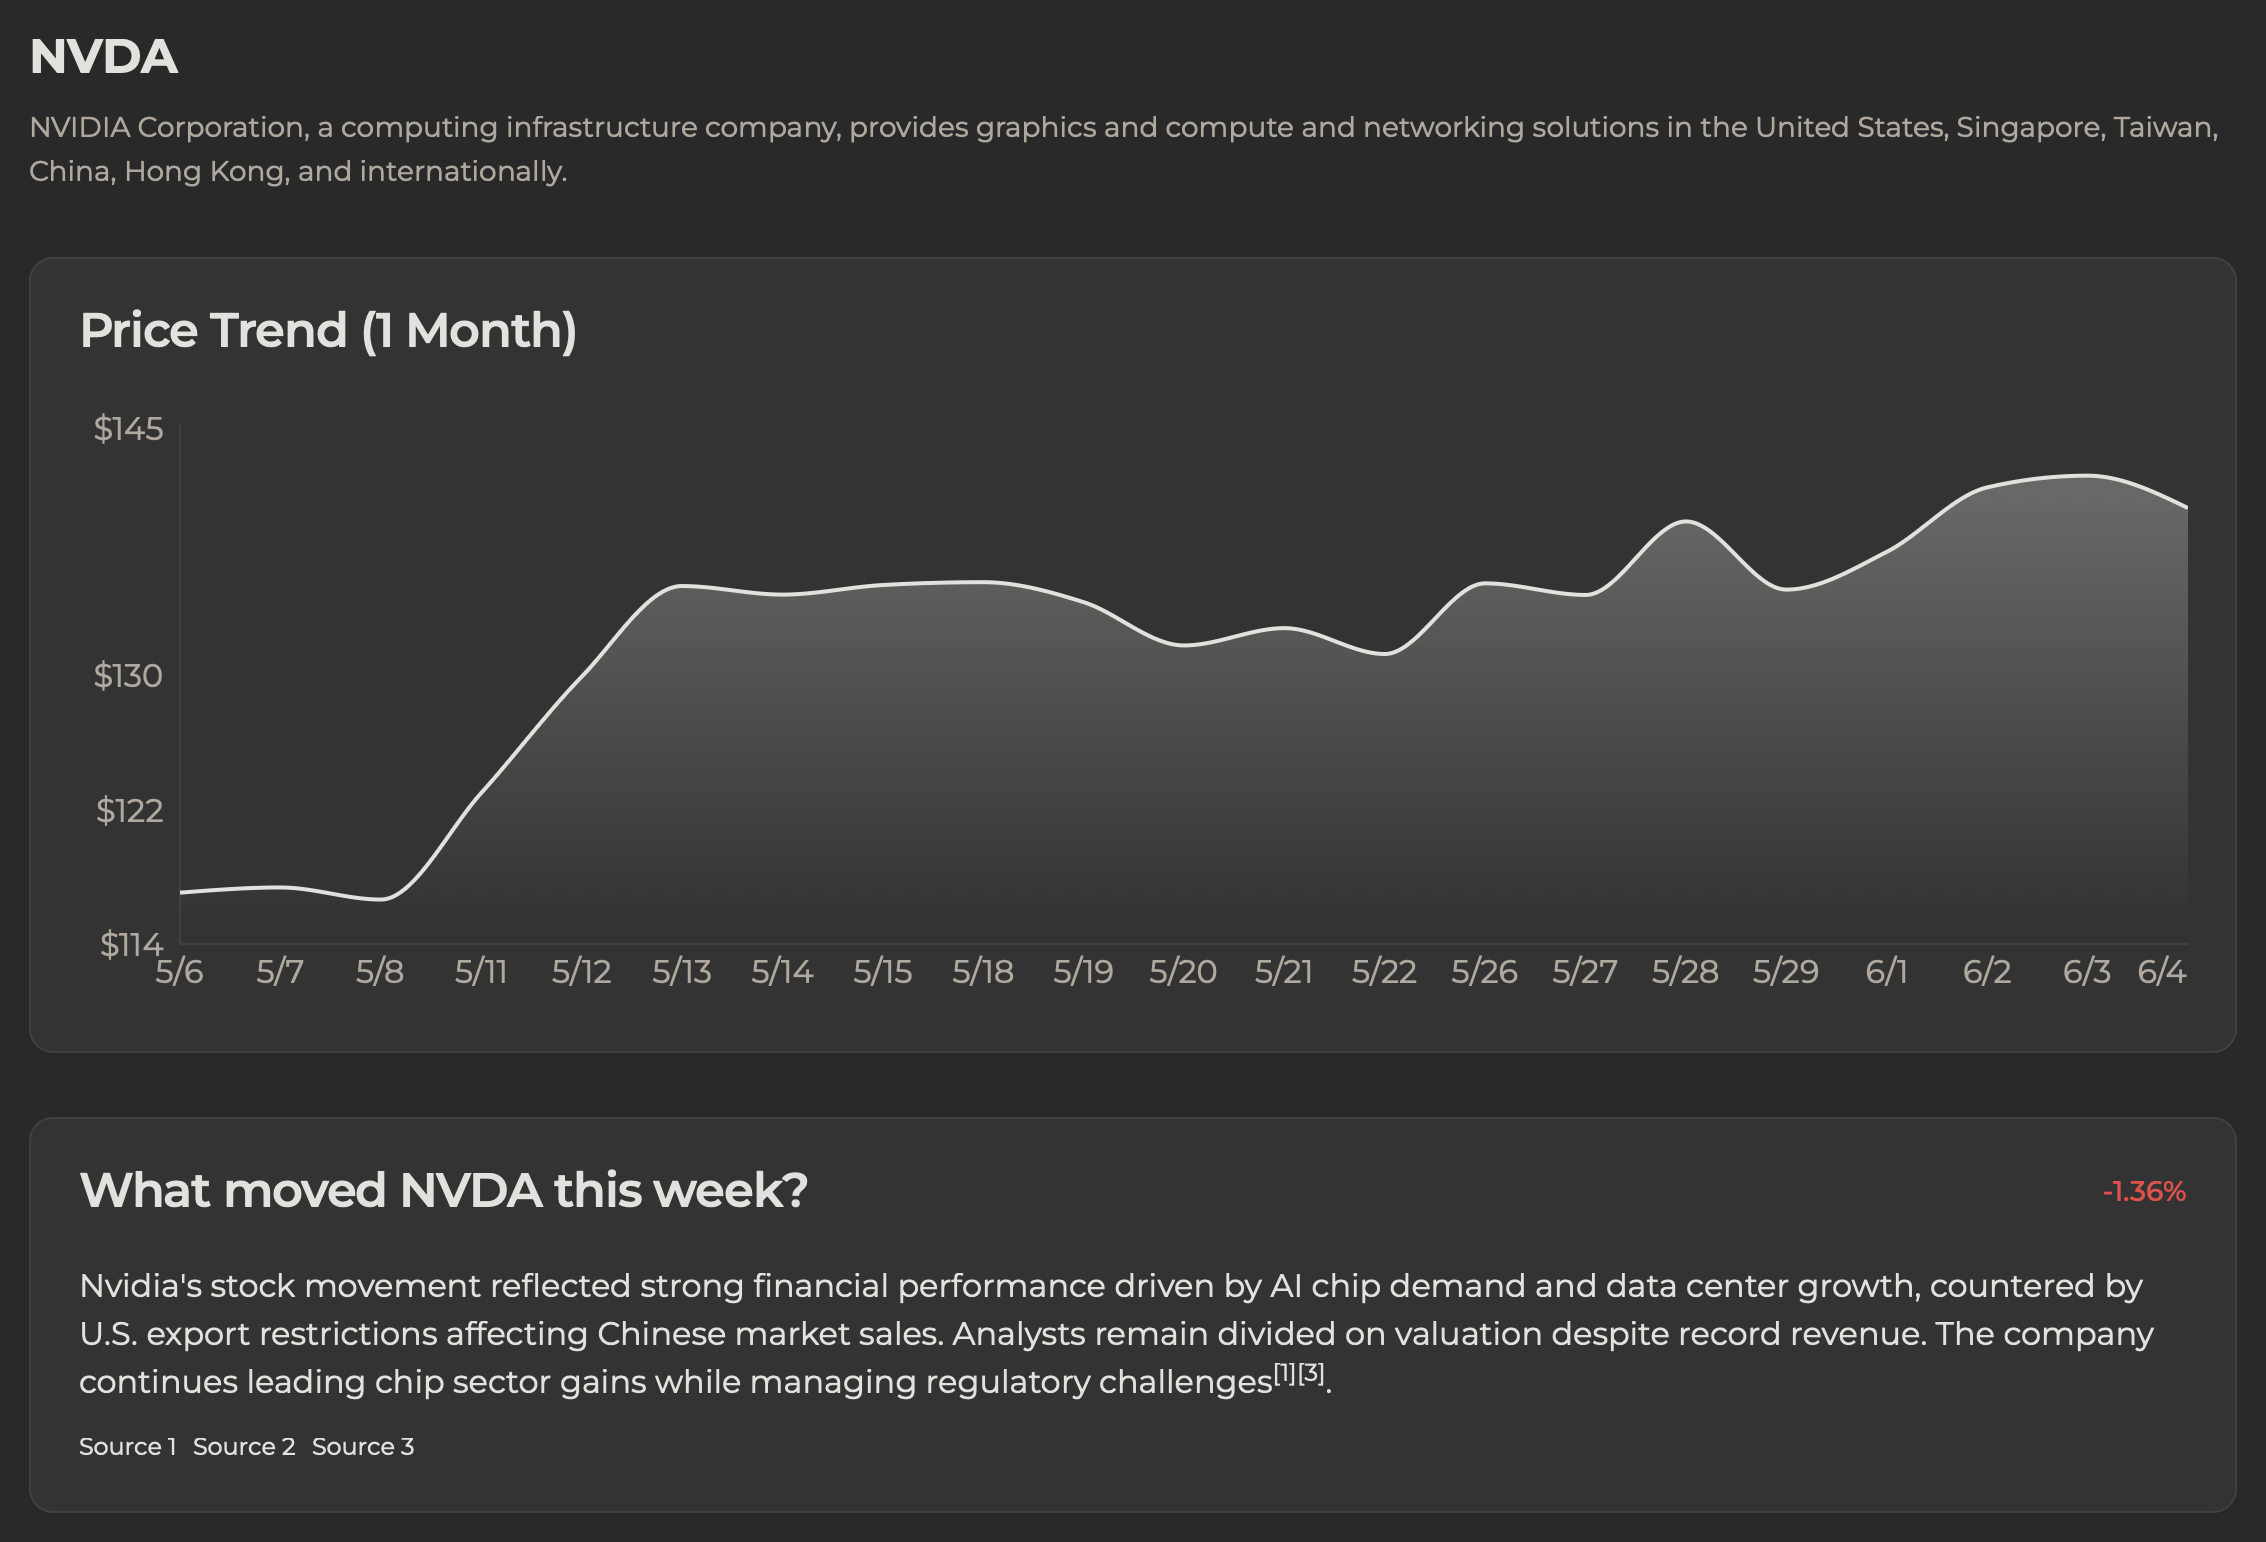 NVDA
NVIDIA Corporation, a computing infrastructure company, provides graphics and compute and networking solutions in the United States, Singapore, Taiwan,
China, Hong Kong, and internationally.
Price Trend (1 Month)
$145
$130
$122
$114
5/6 5/7 5/8 5/11 5/12 5/13 5/14 5/15 5/18 5/19 5/20 5/21 5/22 5/26 5/27 5/28 5/29 6/1 6/2 6/3 6/4
What moved NVDA this week?
-1.36%
Nvidia's stock movement reflected strong financial performance driven by AI chip demand and data center growth, countered by
U.S. export restrictions affecting Chinese market sales. Analysts remain divided on valuation despite record revenue. The company
continues leading chip sector gains while managing regulatory challenges[1][3].
Source 1 Source 2 Source 3